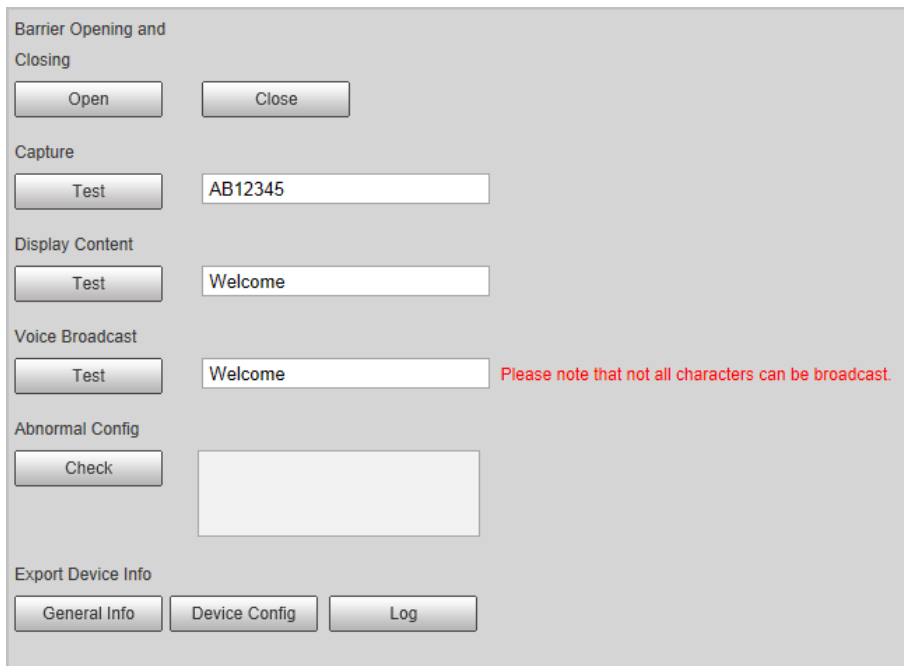 Barrier Opening and
Closing
Open Close
Capture
Test AB12345
Display Content
Test Welcome
Voice Broadcast
Test Welcome Please note that not all characters can be broadcast.
Abnormal Config
Check
Export Device Info
General Info Device Config Log